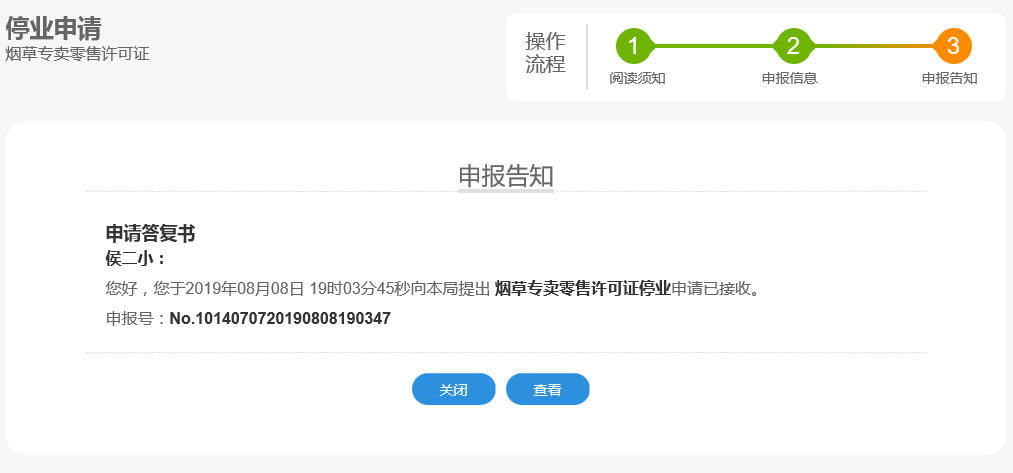 停业申请
烟草专卖零售许可证
操作
流程
1
2
3
阅读须知
申报信息
申报告知
申报告知
申请答复书
侯二小：
您好，您于2019年08月08日 19时03分45秒向本局提出 烟草专卖零售许可证停业申请已接收。
申报号：No.1014070720190808190347
关闭
查看